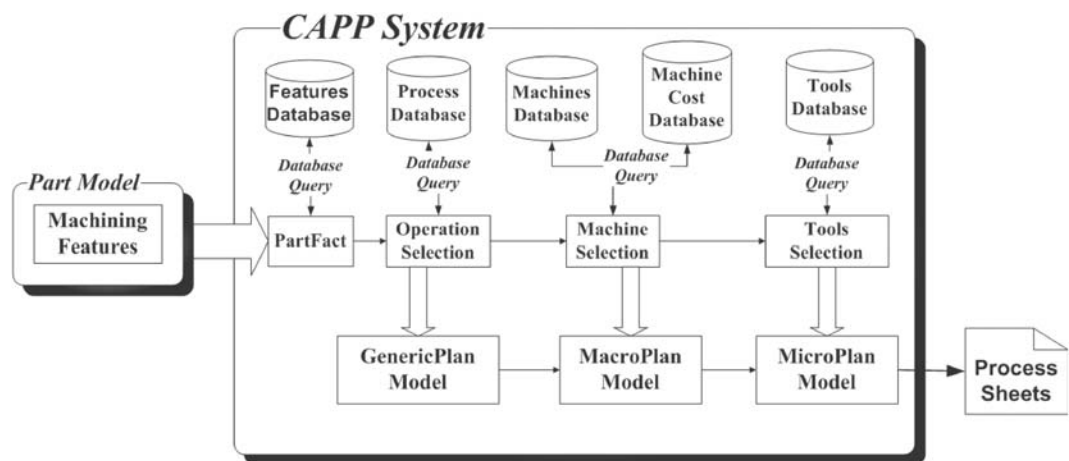 CAPP System
Features
Database
Process
Database
Machines
Database
Machine
Cost
Database
Tools
Database
Database
Query
Database
Query
Database
Query
Database
Query
Part Model
Machining
Features
PartFact
Operation
Selection
Machine
Selection
Tools
Selection
GenericPlan
Model
MacroPlan
Model
MicroPlan
Model
Process
Sheets